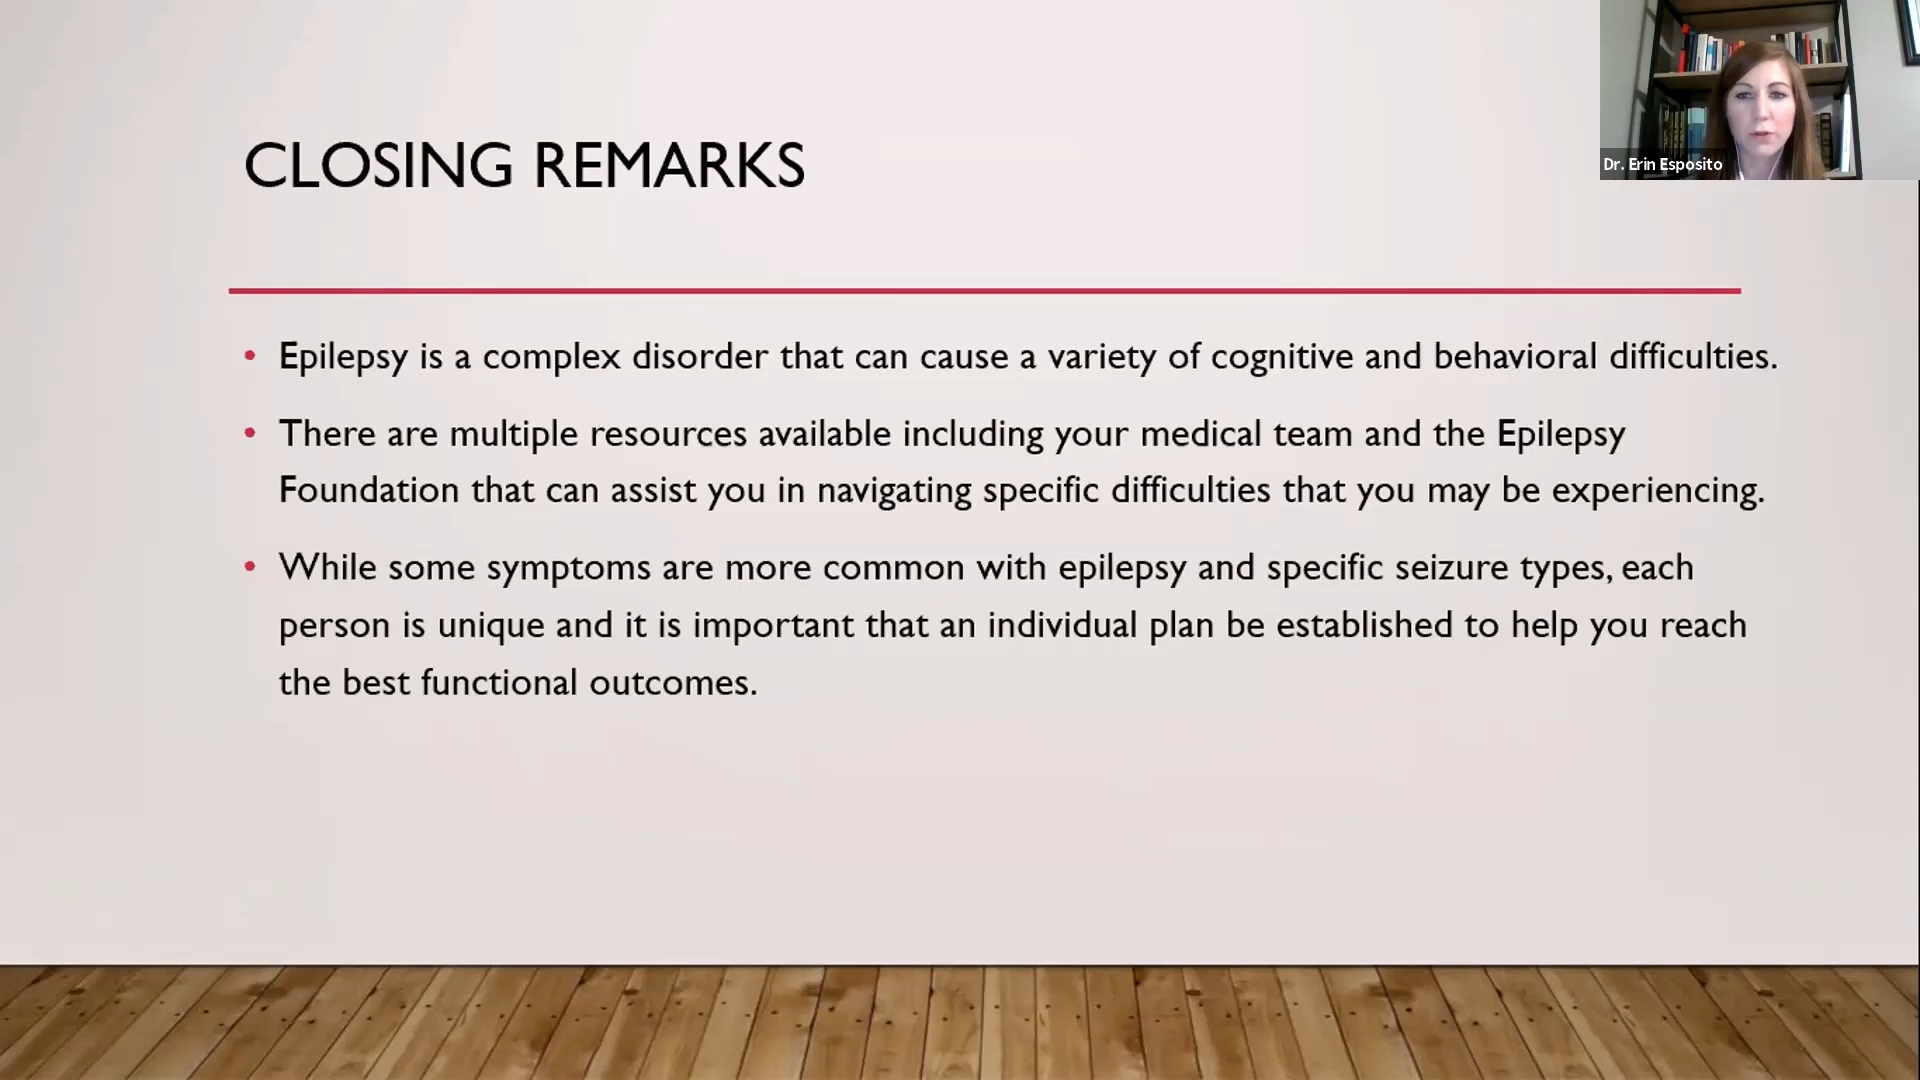 CLOSING REMARKS
Dr. Erin Esposito
• Epilepsy is a complex disorder that can cause a variety of cognitive and behavioral difficulties.
• There are multiple resources available including your medical team and the Epilepsy
Foundation that can assist you in navigating specific difficulties that you may be experiencing.
• While some symptoms are more common with epilepsy and specific seizure types, each
person is unique and it is important that an individual plan be established to help you reach
the best functional outcomes.